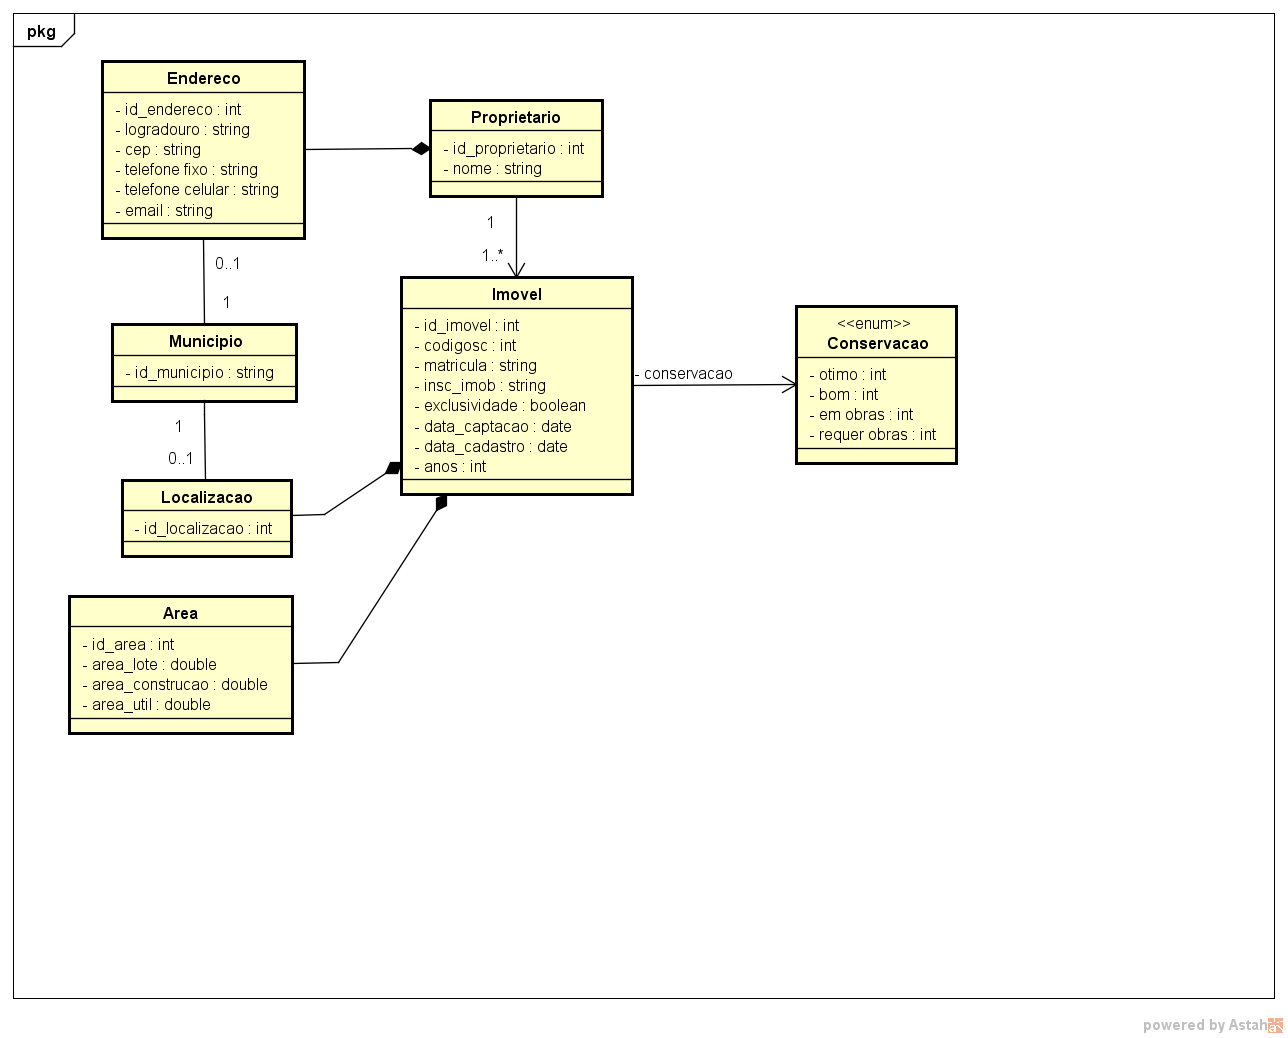 pkg
Endereco
- id_endereco : int
- logradouro : string
- cep : string
- telefone fixo : string
- telefone celular : string
- email : string
Proprietario
- id_proprietario : int
- nome : string
1
1..*
0..1
1
Municipio
- id_municipio : string
1
0..1
Localizacao
- id_localizacao : int
Imovel
- id_imovel : int
- codigosc : int
- matricula : string
- insc_imob : string
- exclusividade : boolean
- data_captacao : date
- data_cadastro : date
- anos : int
- conservacao
<<enum>>
Conservacao
- otimo : int
- bom : int
- em obras : int
- requer obras : int
Area
- id_area : int
- area_lote : double
- area_construcao : double
- area_util : double
powered by Astah